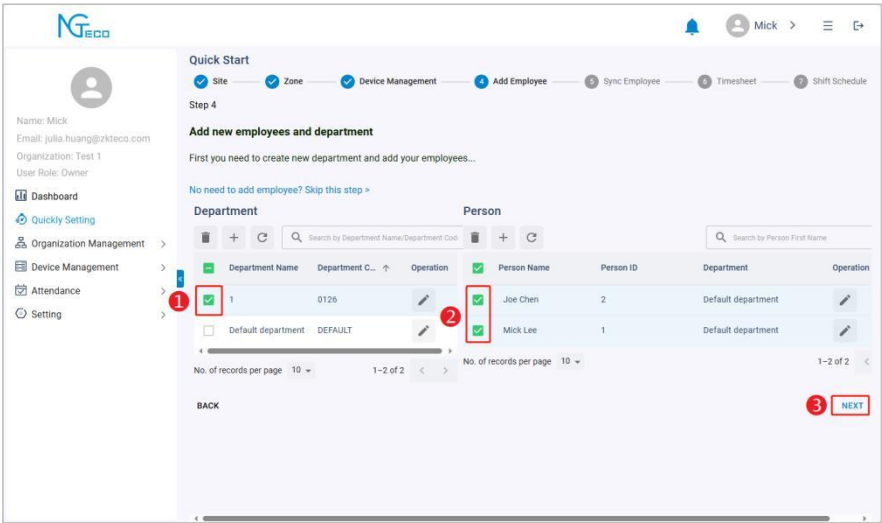 NGTECO
Mick
Name: Mick
Email: julia.huang@zkteco.com
Organization: Test 1
User Role: Owner
Dashboard
Quickly Setting
Organization Management
Device Management
Attendance
Setting
Quick Start
Site
Zone
Device Management
4 Add Employee
5 Sync Employee
6 Timesheet
7 Shift Schedule
Step 4
Add new employees and department
First you need to create new department and add your employees...
No need to add employee? Skip this step >
Department
Search by Department Name/Department Cod
Department Name Department C... Operation
1 1 0126
Default department DEFAULT
No. of records per page 10 1–2 of 2
Person
Search by Person First Name
Person Name Person ID Department Operation
2
Joe Chen 2 Default department
Mick Lee 1 Default department
No. of records per page 10 1–2 of 2
BACK
3 NEXT